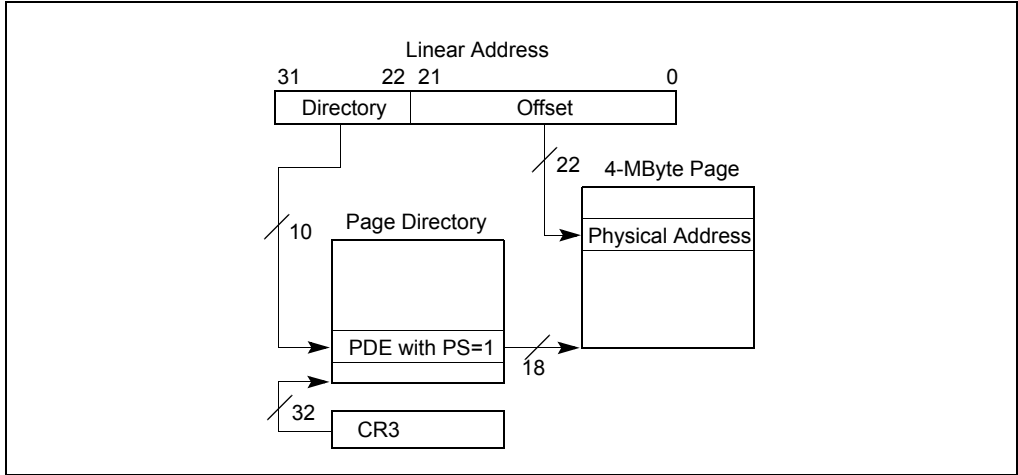 Linear Address
31 22 21 0
Directory Offset
22 4-MByte Page
10 Page Directory
Physical Address
PDE with PS=1
18
32
CR3